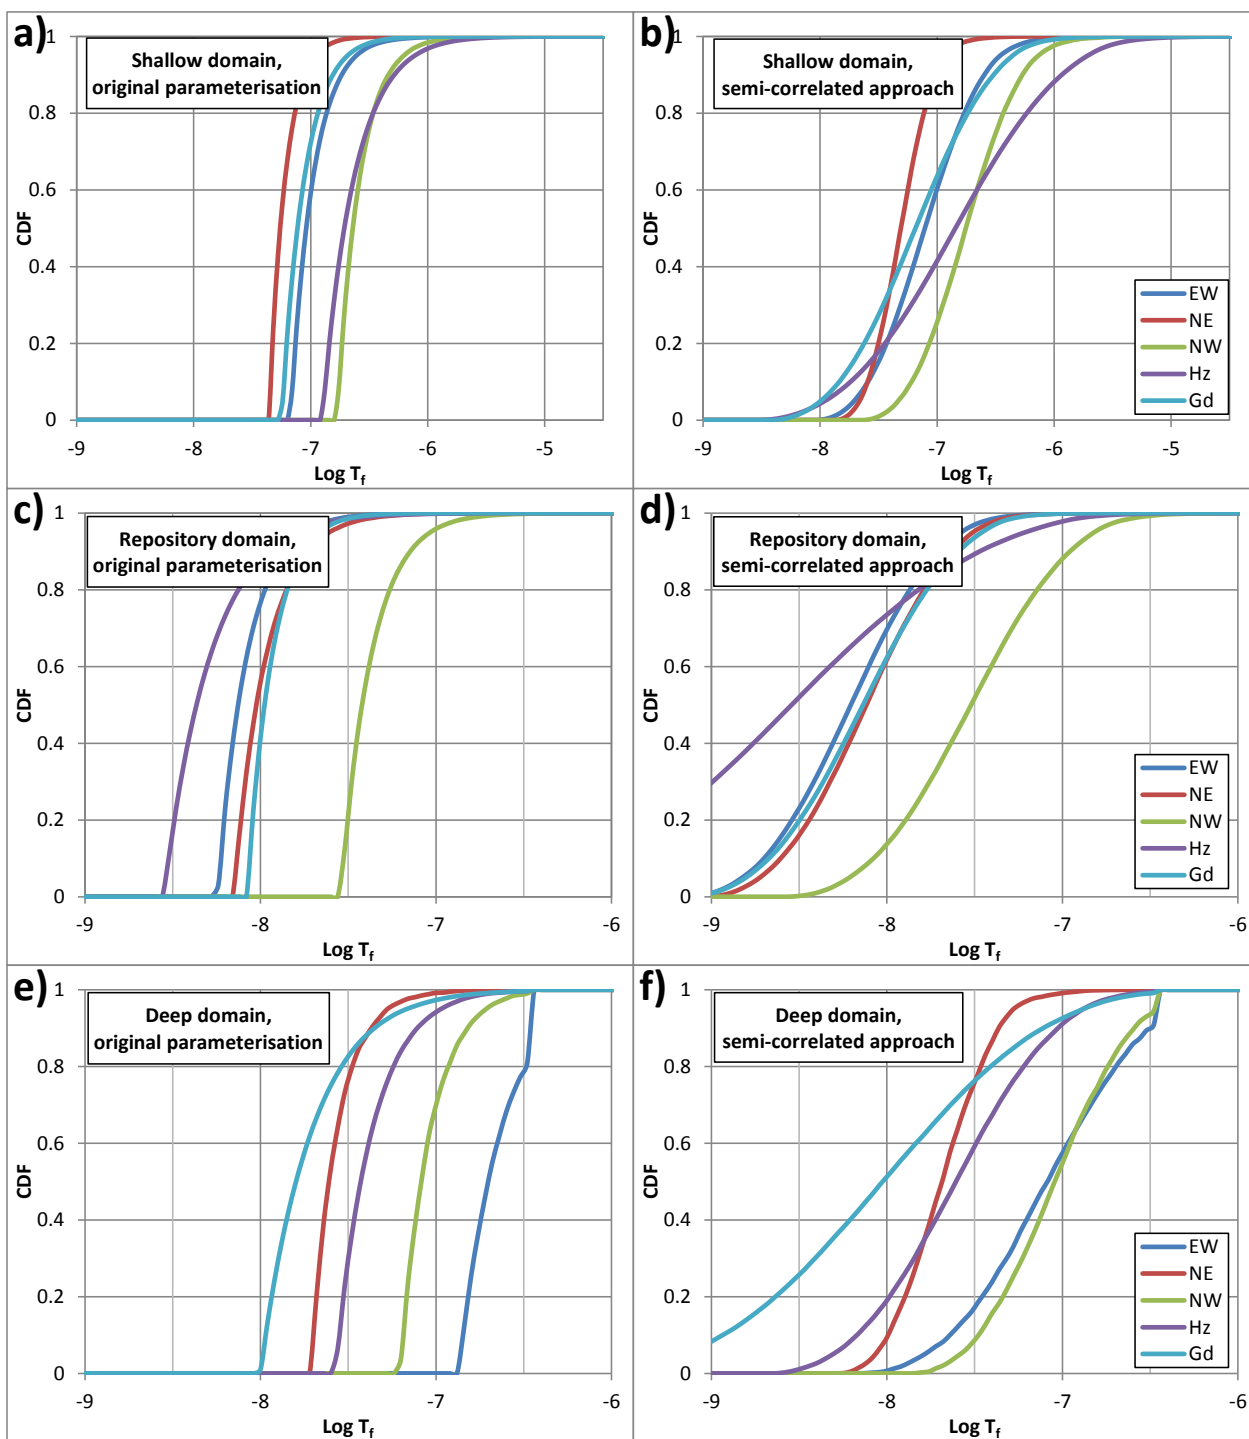 a)
Shallow domain,
original parameterisation
1
0.8
0.6
0.4
0.2
0
CDF
-9
-8
-7
-6
-5
Log Tf
b)
Shallow domain,
semi-correlated approach
1
0.8
0.6
0.4
0.2
0
CDF
EW
NE
NW
Hz
Gd
-9
-8
-7
-6
-5
Log Tf
c)
Repository domain,
original parameterisation
1
0.8
0.6
0.4
0.2
0
CDF
-9
-8
-7
-6
Log Tf
d)
Repository domain,
semi-correlated approach
1
0.8
0.6
0.4
0.2
0
CDF
EW
NE
NW
Hz
Gd
-9
-8
-7
-6
Log Tf
e)
Deep domain,
original parameterisation
1
0.8
0.6
0.4
0.2
0
CDF
-9
-8
-7
-6
Log Tf
f)
Deep domain,
semi-correlated approach
1
0.8
0.6
0.4
0.2
0
CDF
EW
NE
NW
Hz
Gd
-9
-8
-7
-6
Log Tf